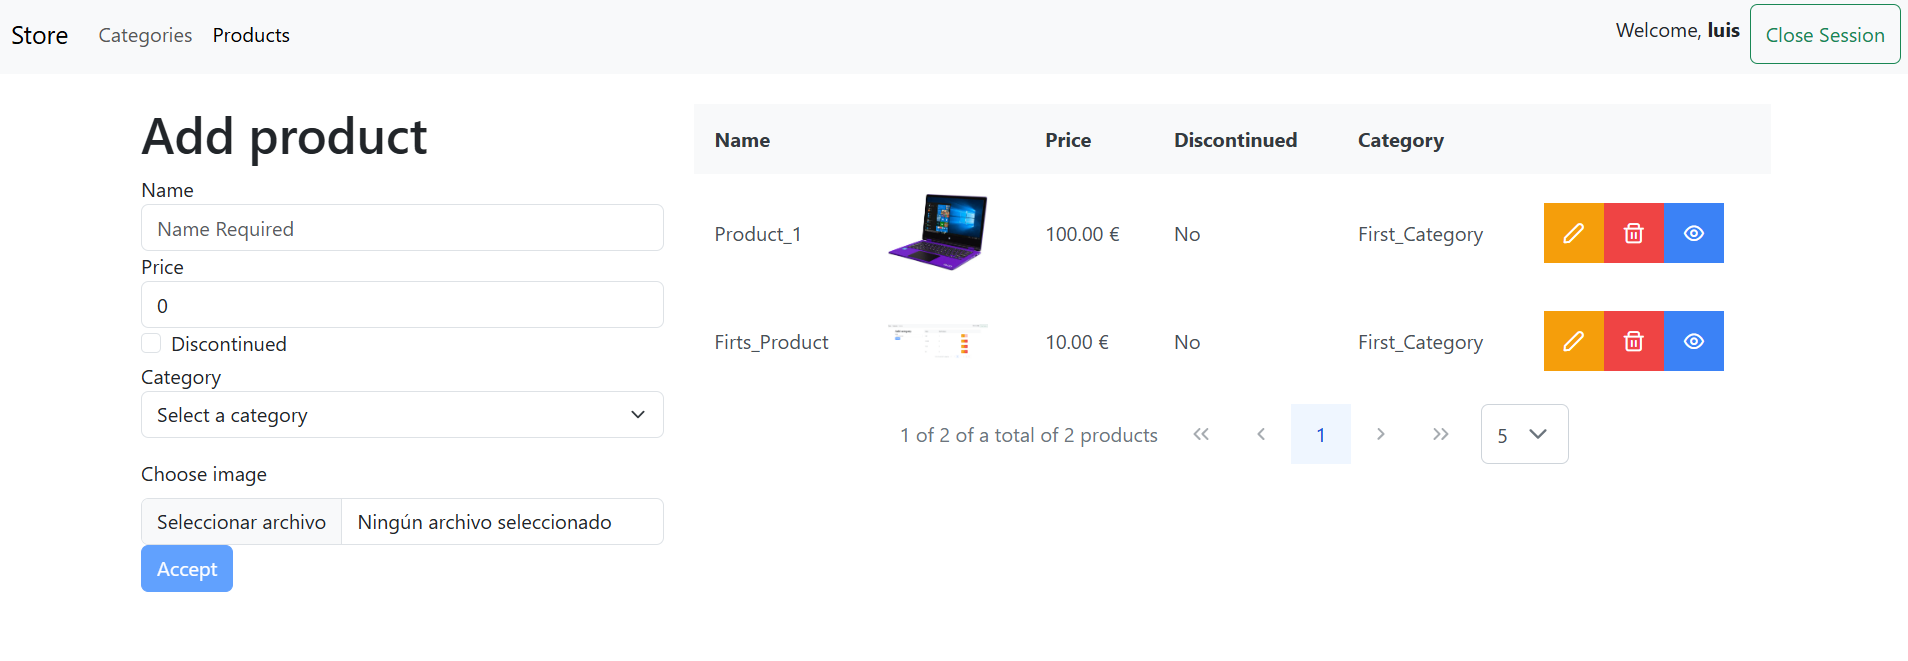 Store Categories Products Welcome, luis Close Session
Add product
Name
Name Required
Price
0
Discontinued
Category
Select a category
Choose image
Seleccionar archivo Ningún archivo seleccionado
Accept
Name Price Discontinued Category
Product_1 100.00 € No First_Category
Firts_Product 10.00 € No First_Category
1 of 2 of a total of 2 products 1 5